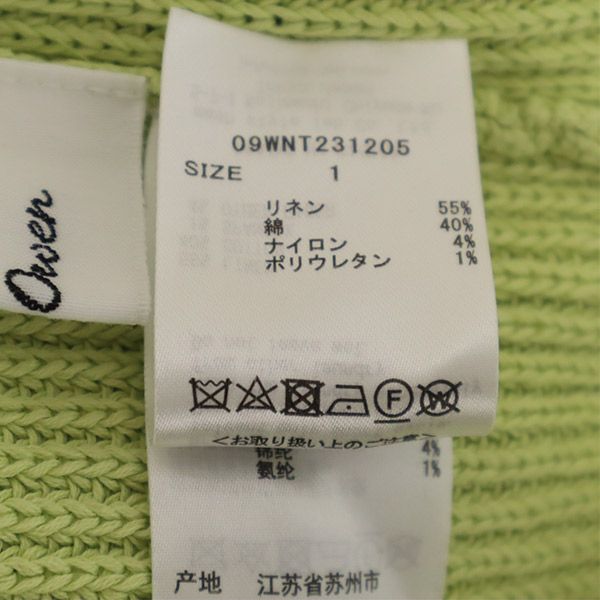 Owen
09WNT231205
SIZE 1
リネン 55%
綿 40%
ナイロン 4%
ポリウレタン 1%
<お取り扱い上のご注意>
锦纶 4%
氨纶 1%
产地 江苏省苏州市